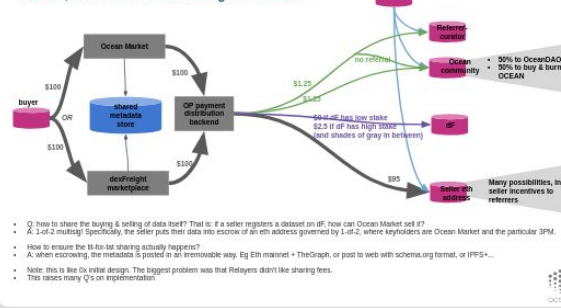 Referrer-
curator
Ocean Market
no referral
Ocean
community
• 50% to OceanDAO
• 50% to buy & burn
OCEAN
$100
$100
$1.25
$1.25
buyer
OR
shared
metadata
store
OP payment
distribution
backend
$0 if dF has low stake
$2.5 if dF has high stake
(and shades of gray in between)
dF
$100
$100
dexFreight
marketplace
$95
Seller eth
address
Many possibilities, in
seller incentives to
referrers
• Q: how to share the buying & selling of data itself? That is: if a seller registers a dataset on dF, how can Ocean Market sell it?
• A: 1-of-2 multisig! Specifically, the seller puts their data into escrow of an eth address governed by 1-of-2, where keyholders are Ocean Market and the particular 3PM.
• How to ensure the tit-for-tat sharing actually happens?
• A: when escrowing, the metadata is posted in an irremovable way. Eg Eth mainnet + TheGraph, or post to web with schema.org format, or IPFS+...
• Note: this is like 0x initial design. The biggest problem was that Relayers didn't like sharing fees.
• This raises many Q's on implementation